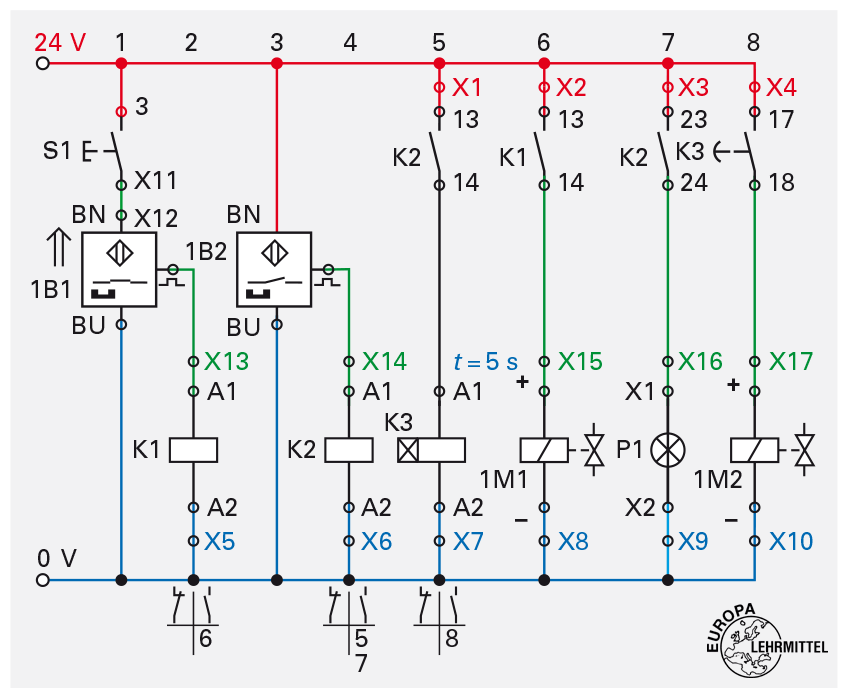 24 V 1 2 3 4 5 6 7 8
X1 X2 X3 X4
3 13 13 23 17
S1 K2 K1 K2 K3
X11 14 14 24 18
BN X12 BN
1B1 1B2
BU BU
X13 X14 t = 5 s X15 X16 X17
A1 A1 A1 + X1 +
K1 K2 K3 P1
1M1 1M2
A2 A2 A2 – X2 –
X5 X6 X7 X8 X9 X10
0 V
6 5 8
7
EUROPA
LEHRMITTEL